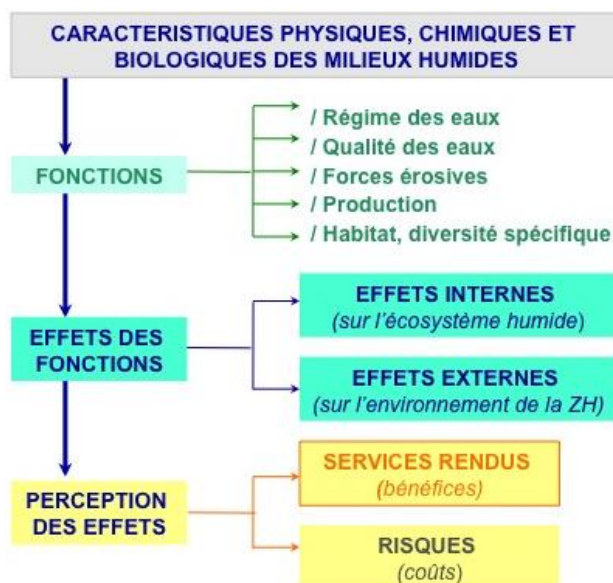 CARACTERISTIQUES PHYSIQUES, CHIMIQUES ET
BIOLOGIQUES DES MILIEUX HUMIDES
FONCTIONS
/ Régime des eaux
/ Qualité des eaux
/ Forces érosives
/ Production
/ Habitat, diversité spécifique
EFFETS DES
FONCTIONS
EFFETS INTERNES
(sur l'écosystème humide)
EFFETS EXTERNES
(sur l'environnement de la ZH)
PERCEPTION
DES EFFETS
SERVICES RENDUS
(bénéfices)
RISQUES
(coûts)